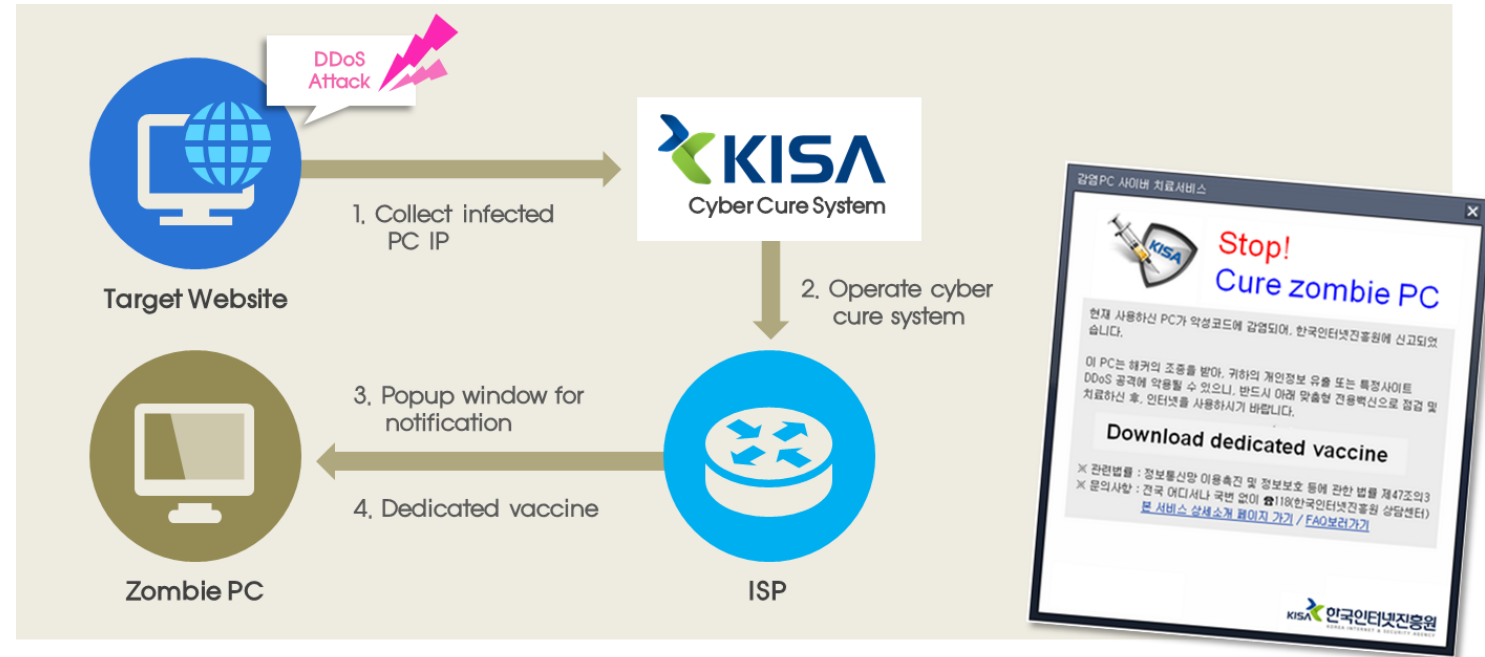 DDoS
Attack
KISA
Cyber Cure System
1. Collect infected
PC IP
Target Website
2. Operate cyber
cure system
3. Popup window for
notification
4. Dedicated vaccine
Zombie PC
ISP
감염PC 사이버 치료서비스
KISA
Stop!
Cure zombie PC
현재 사용하신 PC가 악성코드에 감염되어, 한국인터넷진흥원에 신고되었
습니다.
이 PC는 해커의 조종을 받아, 귀하의 개인정보 유출 또는 특정사이트
DDoS 공격에 악용될 수 있으니, 반드시 아래 맞춤형 전용백신으로 점검 및
치료하신 후, 인터넷을 사용하시기 바랍니다.
Download dedicated vaccine
※ 관련법률 : 정보통신망 이용촉진 및 정보보호 등에 관한 법률 제47조의3
※ 문의사항 : 전국 어디서나 국번 없이 ☎118(한국인터넷진흥원 상담센터)
본 서비스 상세소개 페이지 가기 / FAQ보러가기
KISA 한국인터넷진흥원
KOREA INTERNET & SECURITY AGENCY